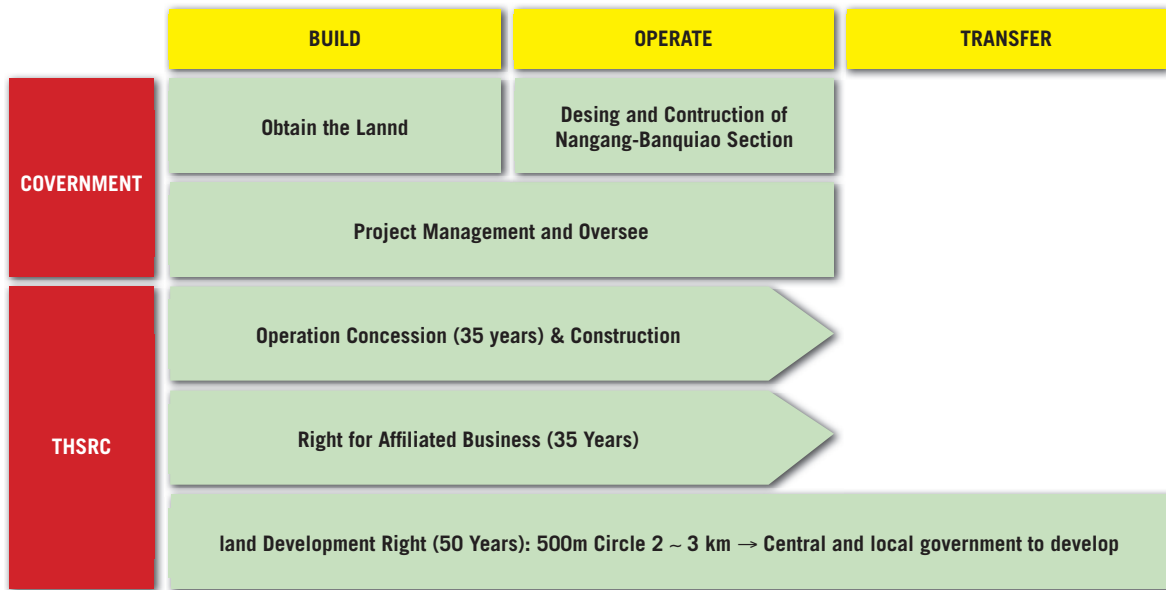 BUILD
OPERATE
TRANSFER
COVERNMENT
Obtain the Lannd
Desing and Contruction of
Nangang-Banquiao Section
Project Management and Oversee
THSRC
Operation Concession (35 years) & Construction
Right for Affiliated Business (35 Years)
land Development Right (50 Years): 500m Circle 2 ~ 3 km → Central and local government to develop